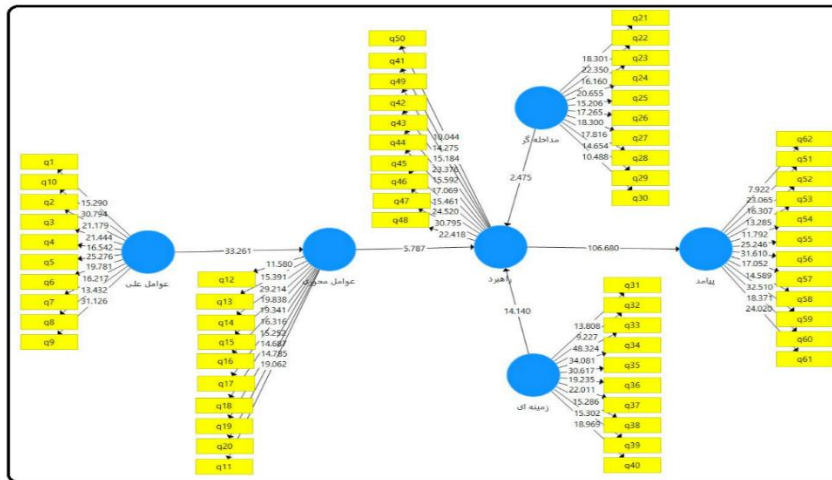 q1
q10
q2
q3
q4
q5
q6
q7
q8
q9
15.290
30.794
21.179
21.444
16.542
25.276
19.781
16.217
13.432
31.126
عوامل علی
33.261
q12
q13
q14
q15
q16
q17
q18
q19
q20
q11
11.580
15.391
29.214
19.838
19.341
16.316
15.252
14.687
14.785
19.062
عوامل محوری
5.787
q50
q41
q49
q42
q43
q44
q45
q46
q47
q48
10.044
14.275
15.184
23.376
15.592
17.069
15.461
24.520
30.795
22.418
راهبرد
q21
q22
q23
q24
q25
q26
q27
q28
q29
q30
18.301
22.350
16.160
20.655
15.206
17.265
18.300
17.816
14.654
10.488
مداخله گر
2.475
14.140
q31
q32
q33
q34
q35
q36
q37
q38
q39
q40
13.808
9.227
48.324
34.081
30.617
19.235
22.011
15.286
15.302
18.969
زمینه ای
106.680
q62
q51
q52
q53
q54
q55
q56
q57
q58
q59
q60
q61
7.922
23.065
16.307
13.285
11.792
25.246
31.610
17.052
14.589
32.510
18.371
24.020
پیامد